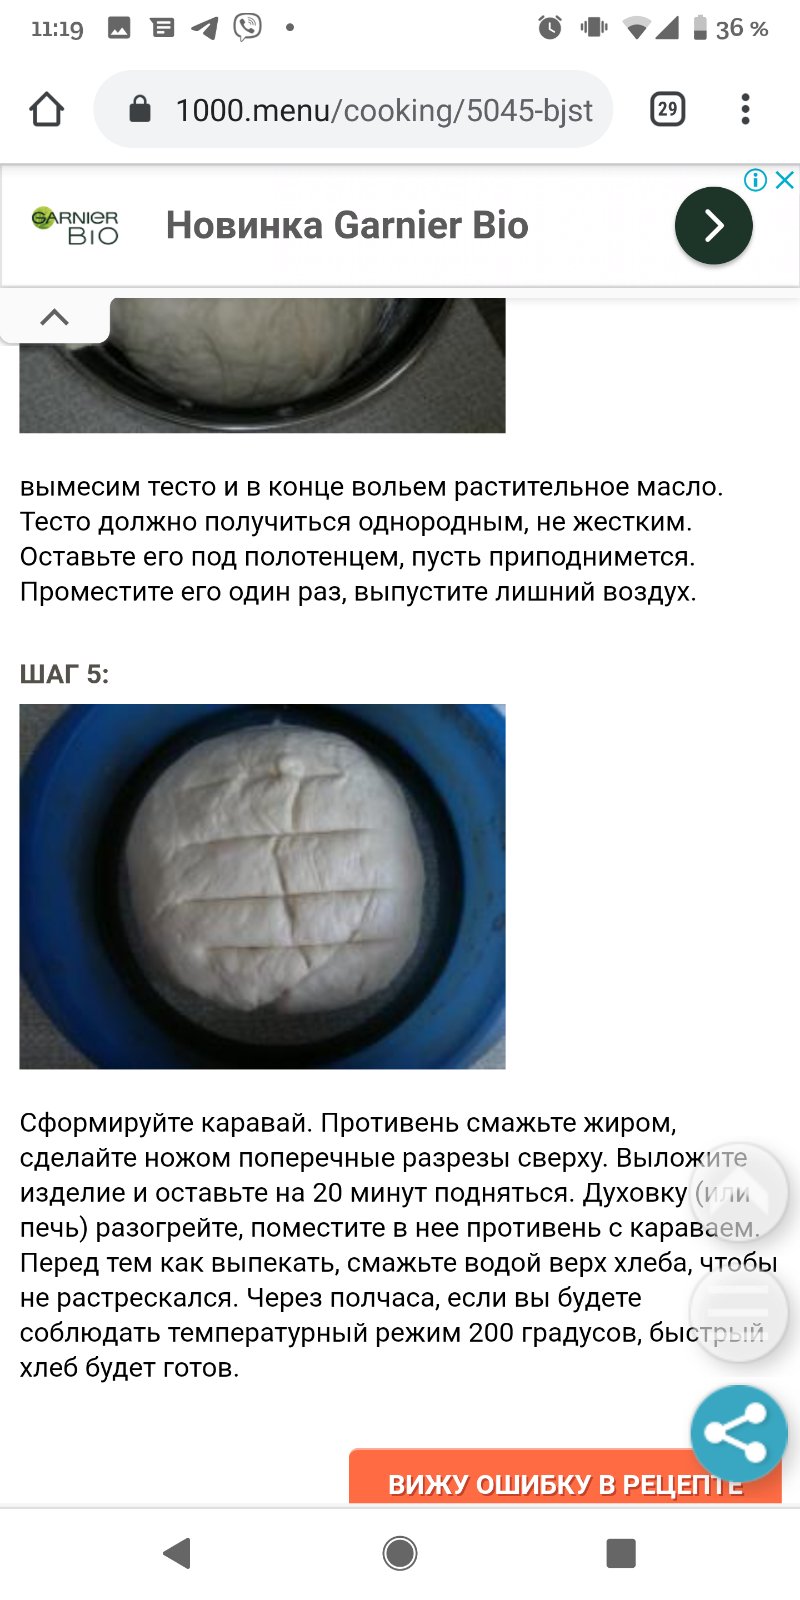 11:19
36 %
1000.menu/cooking/5045-bjst
29
GARNIER
BIO
Новинка Garnier Bio
вымесим тесто и в конце вольем растительное масло.
Тесто должно получиться однородным, не жестким.
Оставьте его под полотенцем, пусть приподнимется.
Проместите его один раз, выпустите лишний воздух.
ШАГ 5:
Сформируйте каравай. Противень смажьте жиром,
сделайте ножом поперечные разрезы сверху. Выложите
изделие и оставьте на 20 минут подняться. Духовку (или
печь) разогрейте, поместите в нее противень с караваем.
Перед тем как выпекать, смажьте водой верх хлеба, чтобы
не растрескался. Через полчаса, если вы будете
соблюдать температурный режим 200 градусов, быстрый
хлеб будет готов.
ВИЖУ ОШИБКУ В РЕЦЕПТЕ